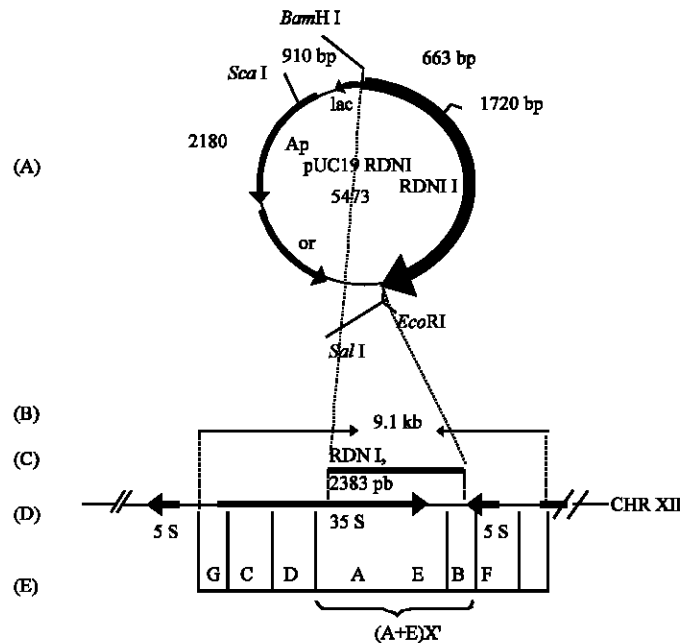 BamH I
910 bp
663 bp
Sca I
lac
1720 bp
2180
Ap
(A)
pUC19 RDNI
RDNI I
5473
or
EcoRI
Sal I
(B)
9.1 kb
(C)
RDN I,
2383 pb
(D)
5 S
35 S
5 S
CHR XII
(E)
G C D A E B F
(A+E)X'